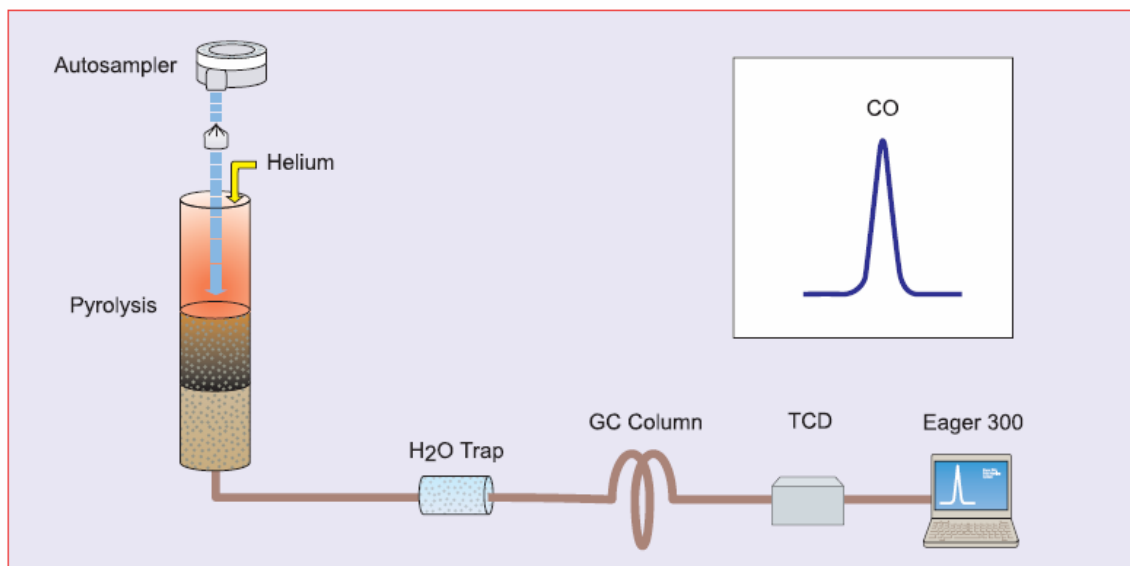 Autosampler
Helium
Pyrolysis
CO
H2O Trap
GC Column
TCD
Eager 300